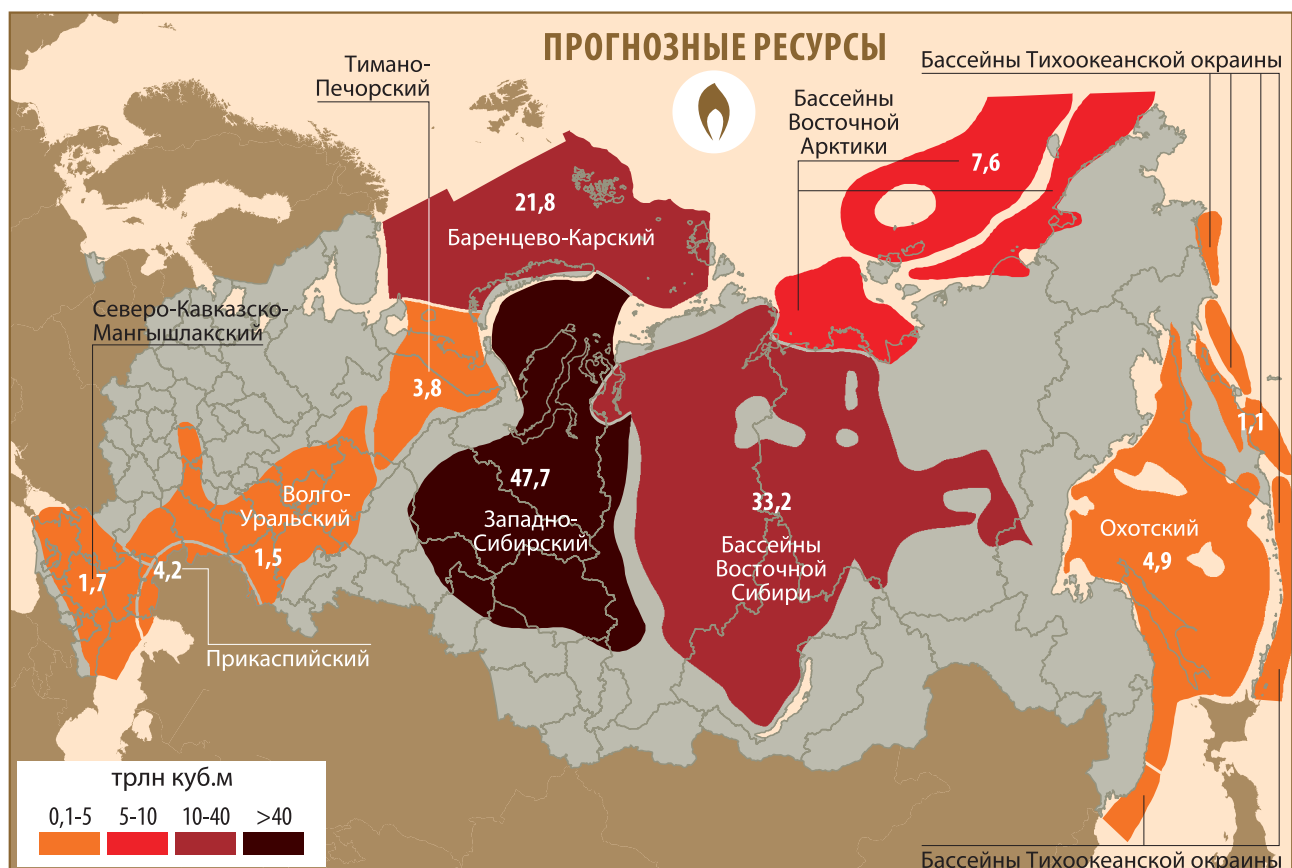 ПРОГНОЗНЫЕ РЕСУРСЫ
Тимано-
Печорский
Бассейны Тихоокеанской окраины
Бассейны
Восточной
Арктики
7,6
21,8
Баренцево-Карский
Северо-Кавказско-
Мангышлакский
3,8
1,1
47,7
Западно-
Сибирский
33,2
Бассейны
Восточной
Сибири
Волго-
Уральский
1,5
Охотский
4,9
1,7
4,2
Прикаспийский
трлн куб.м
0,1-5 5-10 10-40 >40
Бассейны Тихоокеанской окраины